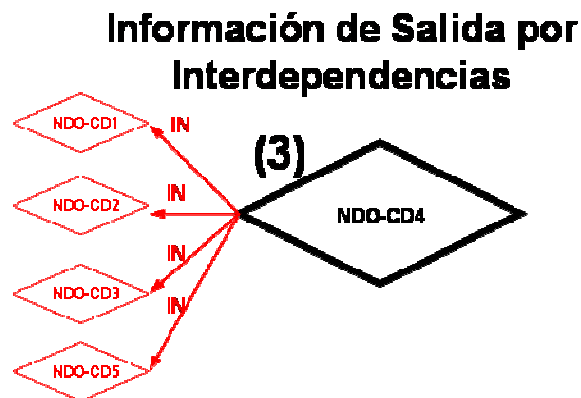 Información de Salida por
Interdependencias
NDO-CD1
IN
(3)
NDO-CD2
IN
NDO-CD4
NDO-CD3
IN
IN
NDO-CD5